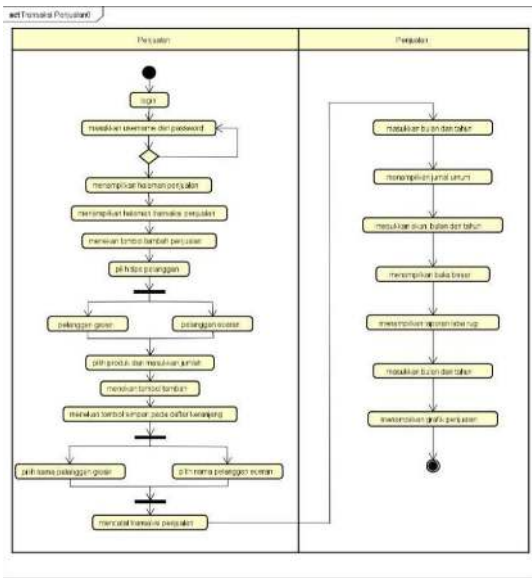 act Transaksi Penjualan0
Penjualan
Penjualan
login
masukkan username dan password
menampilkan halaman penjualan
menampilkan halaman transaksi penjualan
menekan tombol tambah penjualan
pilih tipe pelanggan
pelanggan grosir
pelanggan eceran
pilih produk dan masukkan jumlah
menekan tombol tambah
menekan tombol simpan pada daftar keranjang
pilih nama pelanggan grosir
pilih nama pelanggan eceran
mencatat transaksi penjualan
masukkan bulan dan tahun
menampilkan jurnal umum
masukkan akun, bulan dan tahun
menampilkan buku besar
menampilkan laporan laba rugi
masukkan bulan dan tahun
menampilkan grafik penjualan